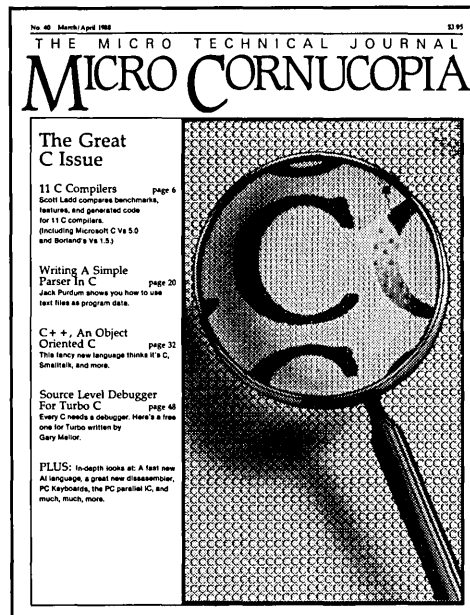 No. 40 March/April 1988 $3.95
THE MICRO TECHNICAL JOURNAL
MICRO CORNUCOPIA
The Great
C Issue
11 C Compilers page 6
Scott Ladd compares benchmarks,
features, and generated code
for 11 C compilers.
(Including Microsoft C Vs 5.0
and Borland's Vs 1.5.)
Writing A Simple
Parser In C page 20
Jack Purdum shows you how to use
text files as program data.
C++, An Object
Oriented C page 32
This fancy new language thinks it's C,
Smalltalk, and more.
Source Level Debugger
For Turbo C page 48
Every C needs a debugger. Here's a free
one for Turbo written by
Gary Mellor.
PLUS: In-depth looks at: A fast new
AI language, a great new disassembler,
PC Keyboards, the PC parallel IC, and
much, much, more.
C
C